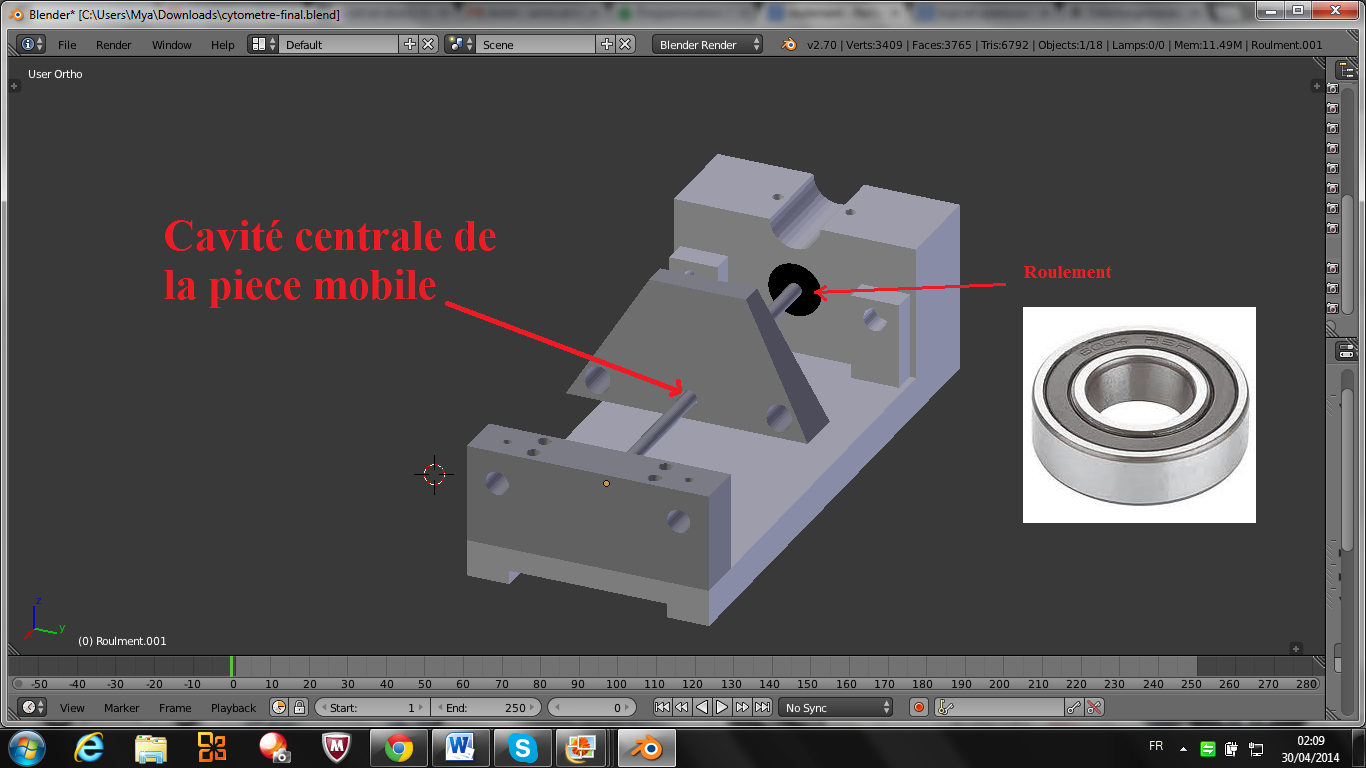 Blender* [C:\Users\Mya\Downloads\cytometre-final.blend]
File Render Window Help Default Scene Blender Render v2.70 | Verts:3409 | Faces:3765 | Tris:6792 | Objects:1/18 | Lamps:0/0 | Mem:11.49M | Roulment.001
User Ortho
Cavité centrale de
la piece mobile
Roulement
6004 RSR
z
y
(0) Roulment.001
-50 -40 -30 -20 -10 0 10 20 30 40 50 60 70 80 90 100 110 120 130 140 150 160 170 180 190 200 210 220 230 240 250 260 270 280
View Marker Frame Playback Start: 1 End: 250 0 No Sync
FR
02:09
30/04/2014